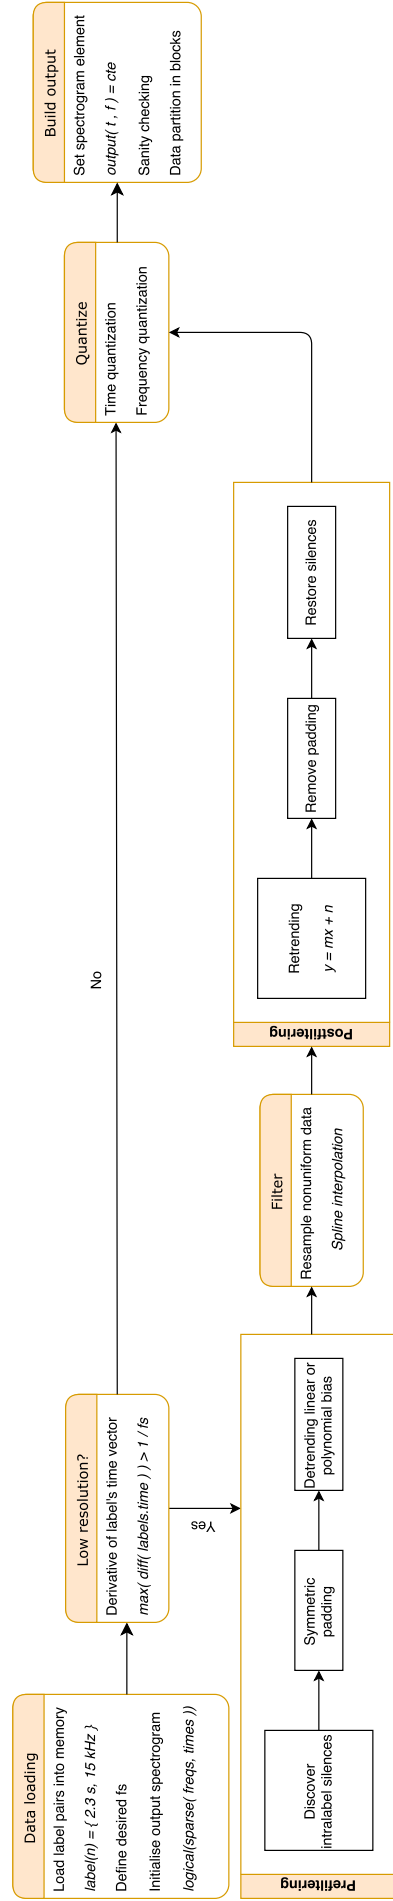 Data loading
Load label pairs into memory
label(n) = { 2.3 s, 15 kHz }
Define desired fs
Initialise output spectrogram
logical(sparse( freqs, times ))
Low resolution?
Derivative of label's time vector
max( diff( labels.time ) ) > 1 / fs
No
Yes
Prefiltering
Discover
intralabel silences
Symmetric
padding
Detrending linear or
polynomial bias
Filter
Resample nonuniform data
Spline interpolation
Postfiltering
Retrending
y = mx + n
Remove padding
Restore silences
Quantize
Time quantization
Frequency quantization
Build output
Set spectrogram element
output( t , f ) = cte
Sanity checking
Data partition in blocks